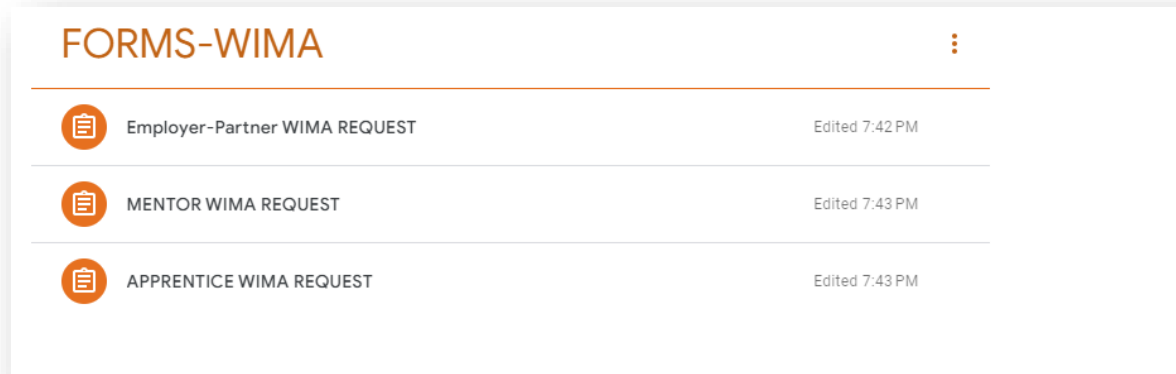 FORMS-WIMA
Employer-Partner WIMA REQUEST Edited 7:42 PM
MENTOR WIMA REQUEST Edited 7:43 PM
APPRENTICE WIMA REQUEST Edited 7:43 PM